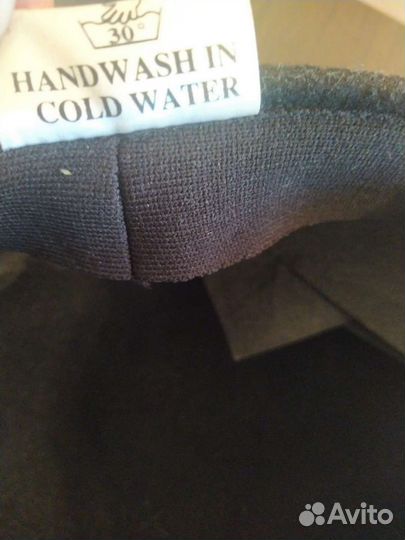 30°
HANDWASH IN
COLD WATER
Avito